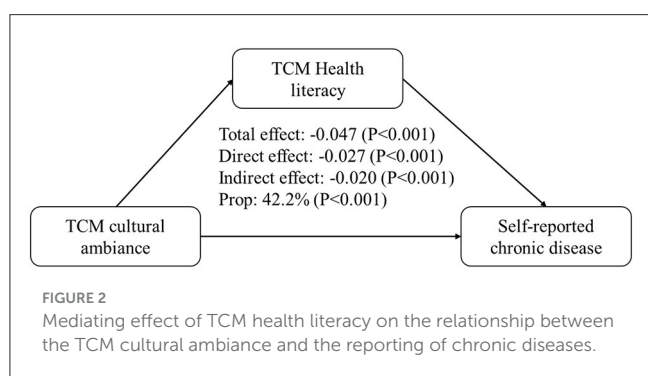 TCM Health
literacy
Total effect: -0.047 (P<0.001)
Direct effect: -0.027 (P<0.001)
Indirect effect: -0.020 (P<0.001)
Prop: 42.2% (P<0.001)
TCM cultural
ambiance
Self-reported
chronic disease
FIGURE 2
Mediating effect of TCM health literacy on the relationship between
the TCM cultural ambiance and the reporting of chronic diseases.